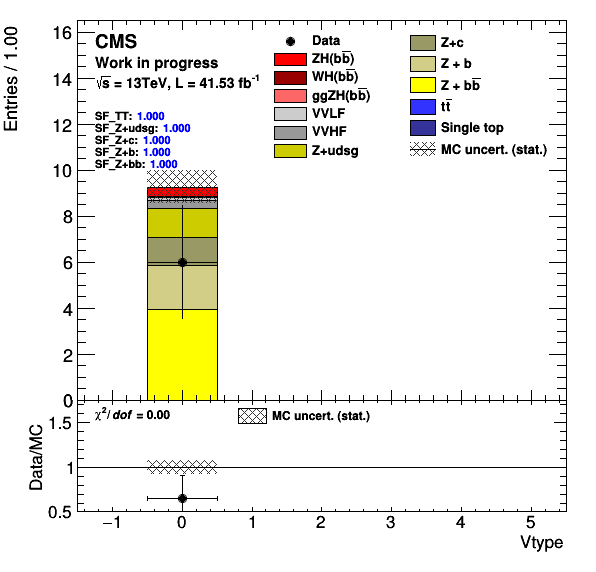 CMS
Work in progress
√s = 13TeV, L = 41.53 fb⁻¹
SF_TT: 1.000
SF_Z+udsg: 1.000
SF_Z+c: 1.000
SF_Z+b: 1.000
SF_Z+bb: 1.000
Data
ZH(bb̅)
WH(bb̅)
ggZH(bb̅)
VVLF
VVHF
Z+udsg
Z+c
Z + b
Z + bb̅
tt̅
Single top
MC uncert. (stat.)
Entries / 1.00
16
14
12
10
8
6
4
2
0
χ²/dof = 0.00
MC uncert. (stat.)
Data/MC
1.5
1
0.5
−1 0 1 2 3 4 5
Vtype